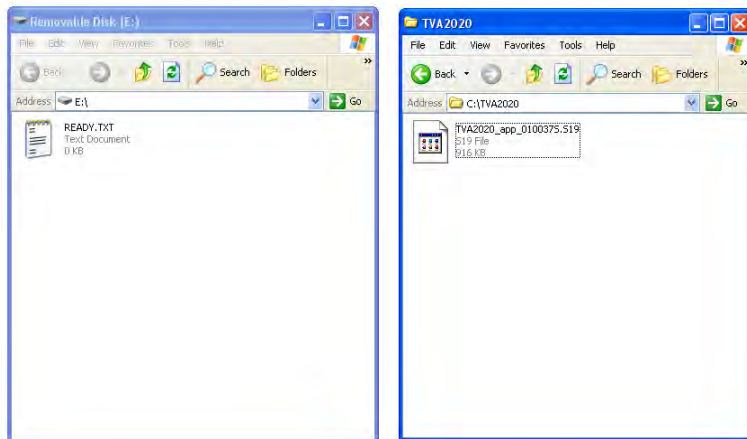 Removable Disk (E:)
File Edit View Favorites Tools Help
Back Search Folders
Address E:\ Go
READY.TXT
Text Document
0 KB
TVA2020
File Edit View Favorites Tools Help
Back Search Folders
Address C:\TVA2020 Go
TVA2020_app_0100375.S19
S19 File
916 KB